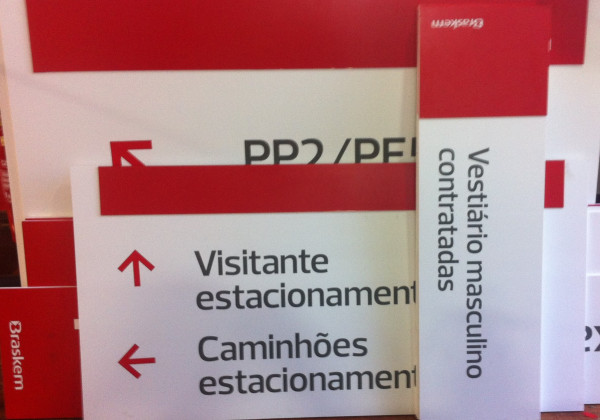 Braskem
PP2/PE
Visitante
estacionament
Caminhões
estacionament
Vestiário masculino
contratadas
Braskem